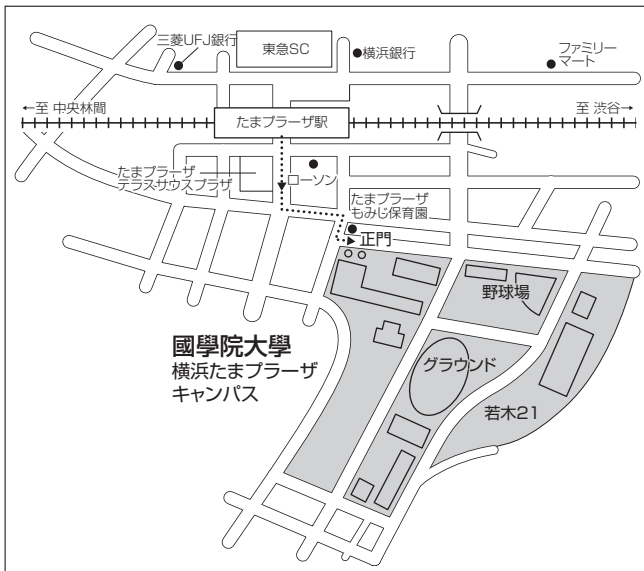 三菱UFJ銀行
東急SC
横浜銀行
ファミリー
マート
←至 中央林間
たまプラーザ駅
至 渋谷→
たまプラーザ
テラスサウスプラザ
ローソン
たまプラーザ
もみじ保育園
正門
野球場
國學院大學
横浜たまプラーザ
キャンパス
グラウンド
若木21